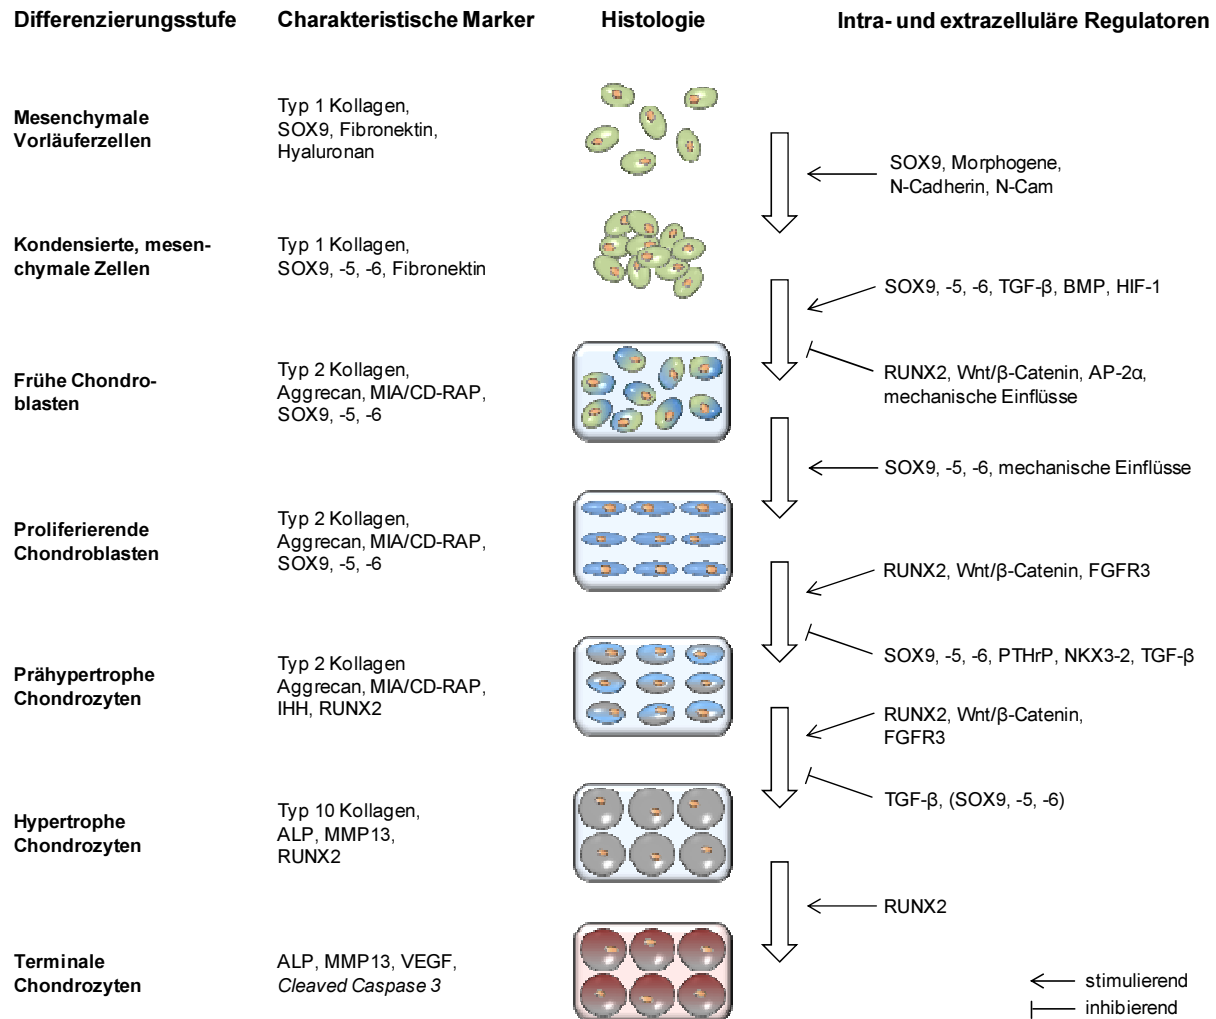 Differenzierungsstufe
Charakteristische Marker
Histologie
Intra- und extrazelluläre Regulatoren
Mesenchymale
Vorläuferzellen
Typ 1 Kollagen,
SOX9, Fibronektin,
Hyaluronan
SOX9, Morphogene,
N-Cadherin, N-Cam
Kondensierte, mesen-
chymale Zellen
Typ 1 Kollagen,
SOX9, -5, -6, Fibronektin
SOX9, -5, -6, TGF-β, BMP, HIF-1
RUNX2, Wnt/β-Catenin, AP-2α,
mechanische Einflüsse
Frühe Chondro-
blasten
Typ 2 Kollagen,
Aggrecan, MIA/CD-RAP,
SOX9, -5, -6
SOX9, -5, -6, mechanische Einflüsse
Proliferierende
Chondroblasten
Typ 2 Kollagen,
Aggrecan, MIA/CD-RAP,
SOX9, -5, -6
RUNX2, Wnt/β-Catenin, FGFR3
SOX9, -5, -6, PTHrP, NKX3-2, TGF-β
Prähypertrophe
Chondrozyten
Typ 2 Kollagen
Aggrecan, MIA/CD-RAP,
IHH, RUNX2
RUNX2, Wnt/β-Catenin,
FGFR3
TGF-β, (SOX9, -5, -6)
Hypertrophe
Chondrozyten
Typ 10 Kollagen,
ALP, MMP13,
RUNX2
RUNX2
Terminale
Chondrozyten
ALP, MMP13, VEGF,
Cleaved Caspase 3
stimulierend
inhibierend